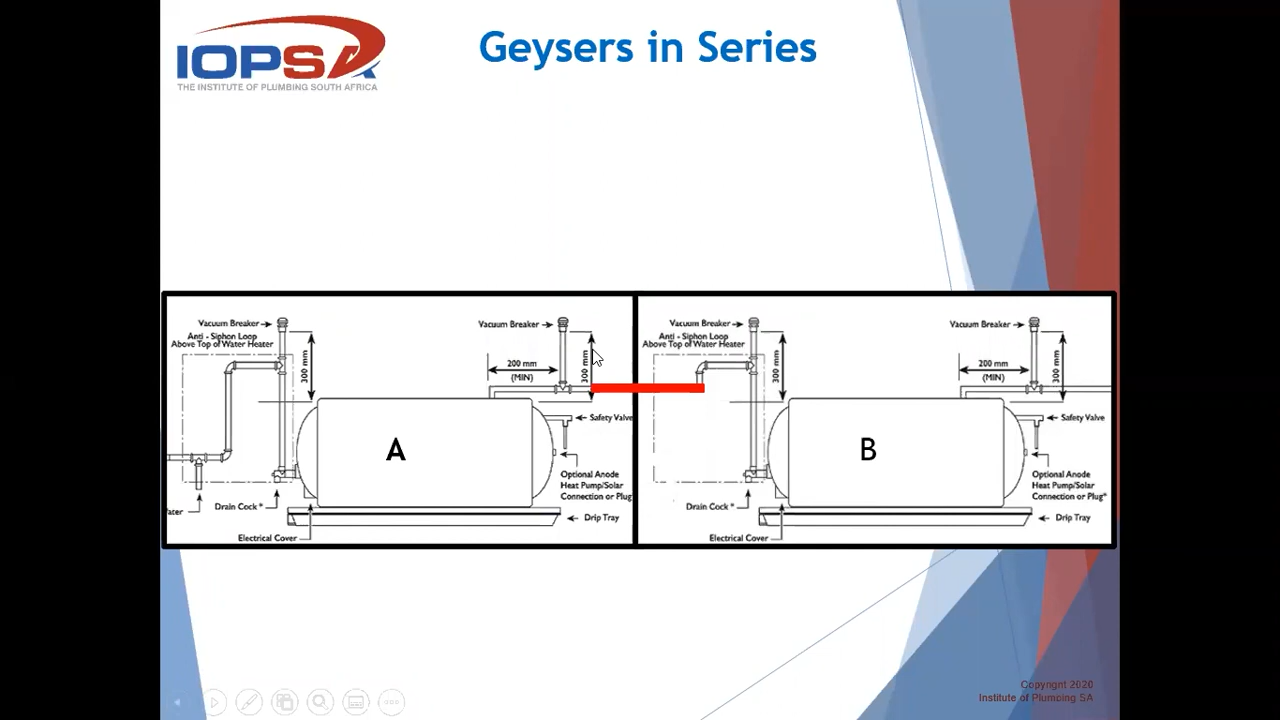 IOPSA
THE INSTITUTE OF PLUMBING SOUTH AFRICA
Geysers in Series
Vacuum Breaker
Anti - Siphon Loop
Above Top of Water Heater
300 mm
Vacuum Breaker
200 mm
(MIN)
300 mm
Safety Valve
A
Optional Anode
Heat Pump/Solar
Connection or Plug
ater
Drain Cock *
Drip Tray
Electrical Cover
Vacuum Breaker
Anti - Siphon Loop
Above Top of Water Heater
300 mm
Vacuum Breaker
200 mm
(MIN)
300 mm
Safety Valve
B
Optional Anode
Heat Pump/Solar
Connection or Plug*
Drain Cock *
Drip Tray
Electrical Cover
Copyright 2020
Institute of Plumbing SA